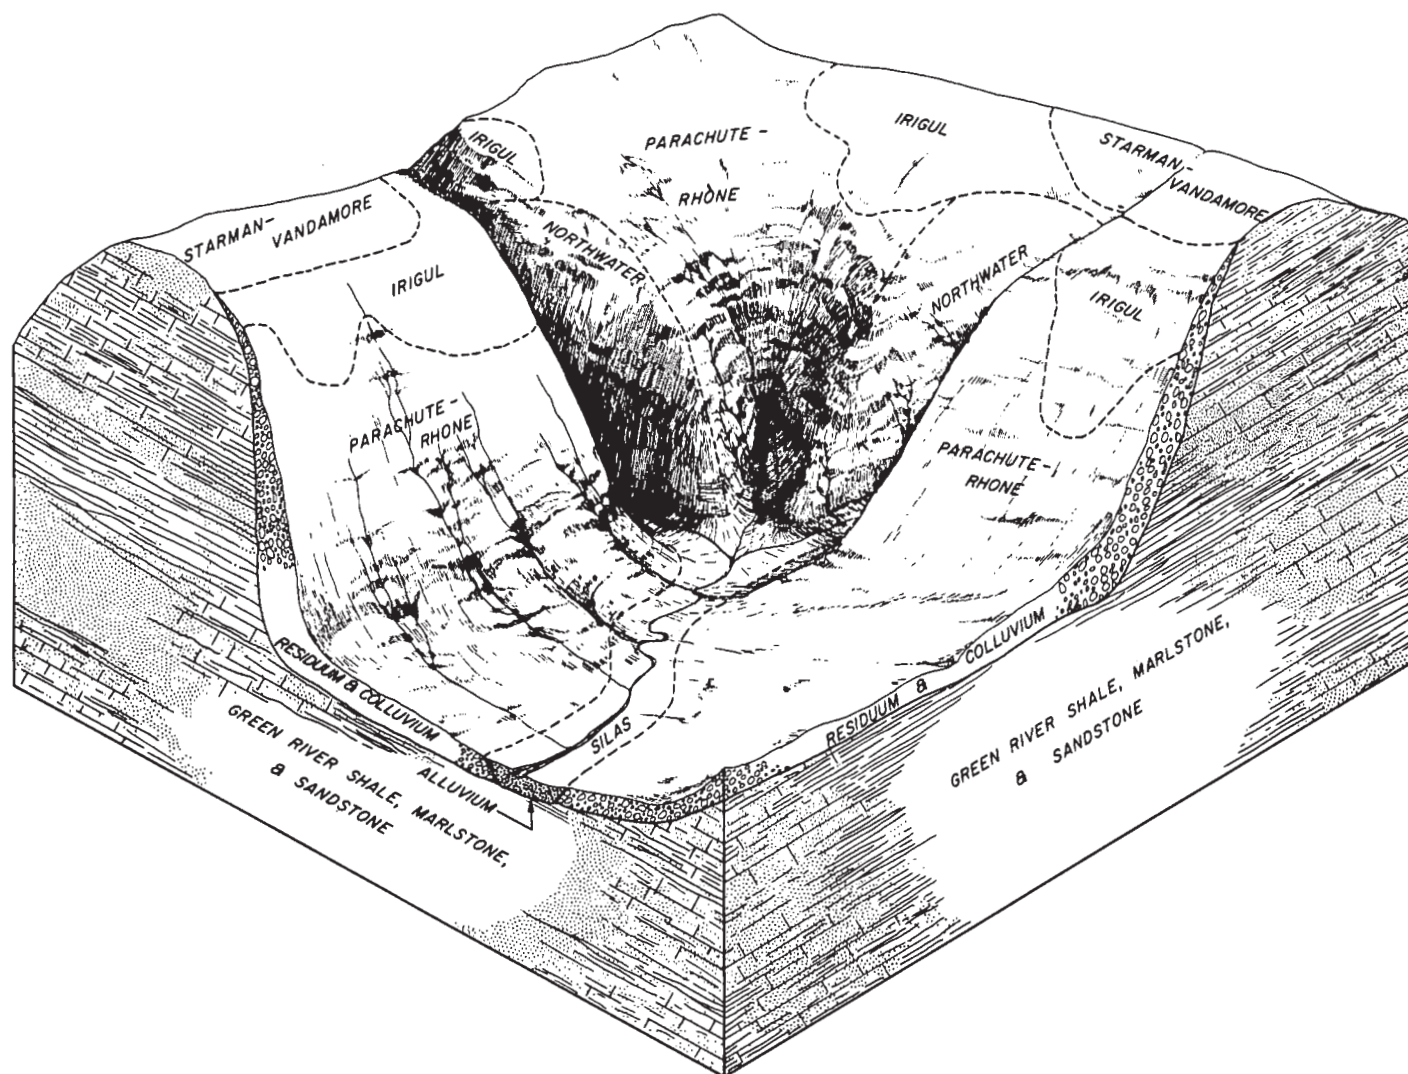 PARACHUTE-
RHONE
IRIGUL
STARMAN-
VANDAMORE
IRIGUL
STARMAN-
VANDAMORE
NORTHWATER
NORTHWATER
IRIGUL
IRIGUL
PARACHUTE-
RHONE
PARACHUTE-
RHONE
SILAS
RESIDUUM & COLLUVIUM
RESIDUUM & COLLUVIUM
ALLUVIUM
GREEN RIVER SHALE, MARLSTONE,
& SANDSTONE
GREEN RIVER SHALE, MARLSTONE,
& SANDSTONE